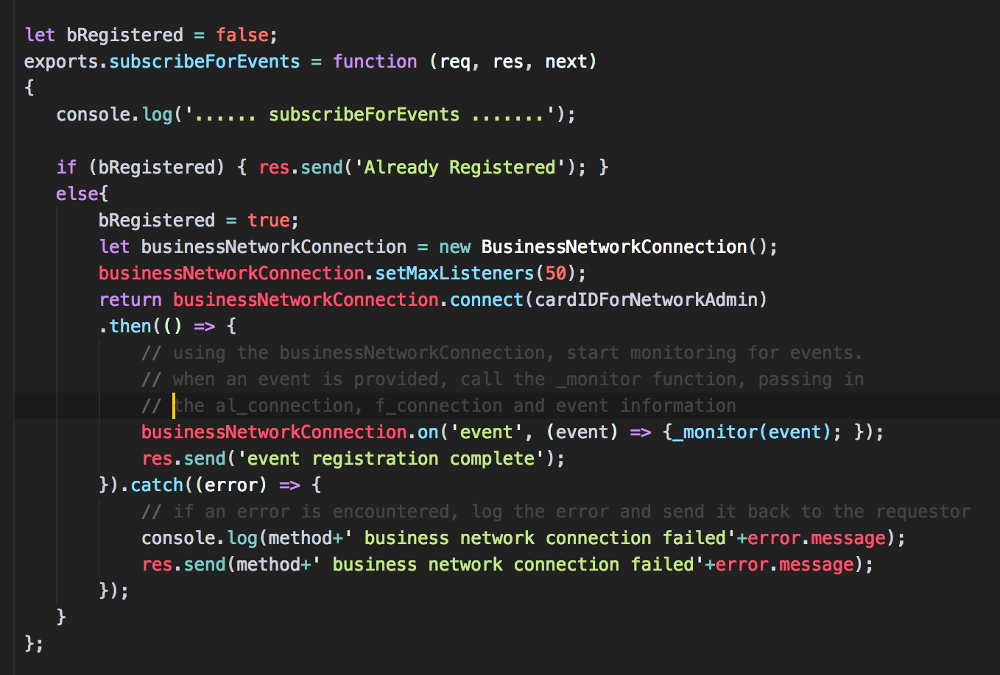 let bRegistered = false;
exports.subscribeForEvents = function (req, res, next)
{
console.log('...... subscribeForEvents .......');
if (bRegistered) { res.send('Already Registered'); }
else{
bRegistered = true;
let businessNetworkConnection = new BusinessNetworkConnection();
businessNetworkConnection.setMaxListeners(50);
return businessNetworkConnection.connect(cardIDForNetworkAdmin)
.then(() => {
// using the businessNetworkConnection, start monitoring for events.
// when an event is provided, call the _monitor function, passing in
// the al_connection, f_connection and event information
businessNetworkConnection.on('event', (event) => {_monitor(event); });
res.send('event registration complete');
}).catch((error) => {
// if an error is encountered, log the error and send it back to the requestor
console.log(method+' business network connection failed'+error.message);
res.send(method+' business network connection failed'+error.message);
});
}
};